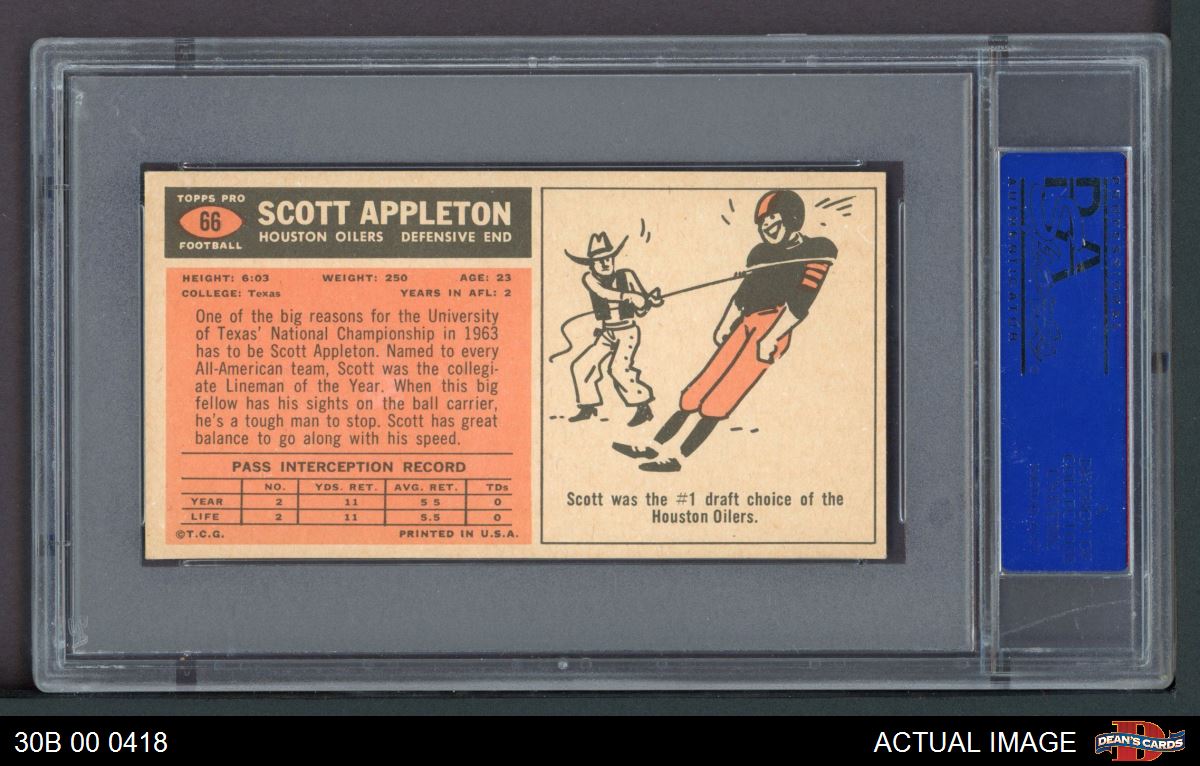 TOPPS PRO
66
FOOTBALL
SCOTT APPLETON
HOUSTON OILERS DEFENSIVE END
HEIGHT: 6:03 WEIGHT: 250 AGE: 23
COLLEGE: Texas YEARS IN AFL: 2
One of the big reasons for the University
of Texas' National Championship in 1963
has to be Scott Appleton. Named to every
All-American team, Scott was the collegi-
ate Lineman of the Year. When this big
fellow has his sights on the ball carrier,
he's a tough man to stop. Scott has great
balance to go along with his speed.
PASS INTERCEPTION RECORD
NO. YDS. RET. AVG. RET. TDs
YEAR 2 11 5 5 0
LIFE 2 11 5.5 0
©T.C.G. PRINTED IN U.S.A.
Scott was the #1 draft choice of the
Houston Oilers.
PROFESSIONAL
PSA
AUTHENTICATOR
30B 00 0418
ACTUAL IMAGE
D
DEAN'S CARDS